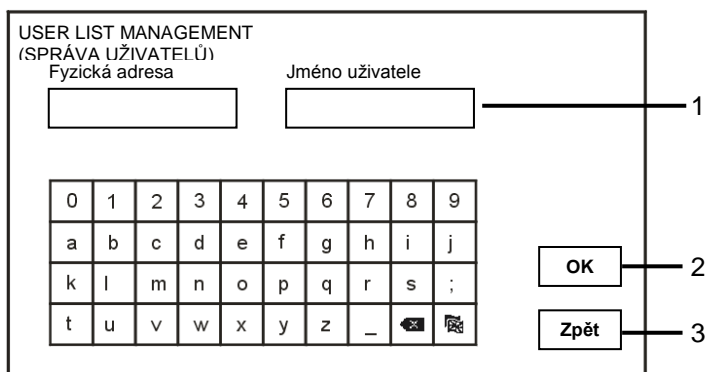 USER LIST MANAGEMENT
(SPRÁVA UŽIVATELŮ)
Fyzická adresa Jméno uživatele
1
0 1 2 3 4 5 6 7 8 9
a b c d e f g h i j
k l m n o p q r s ;
t u v w x y z _
OK 2
Zpět 3